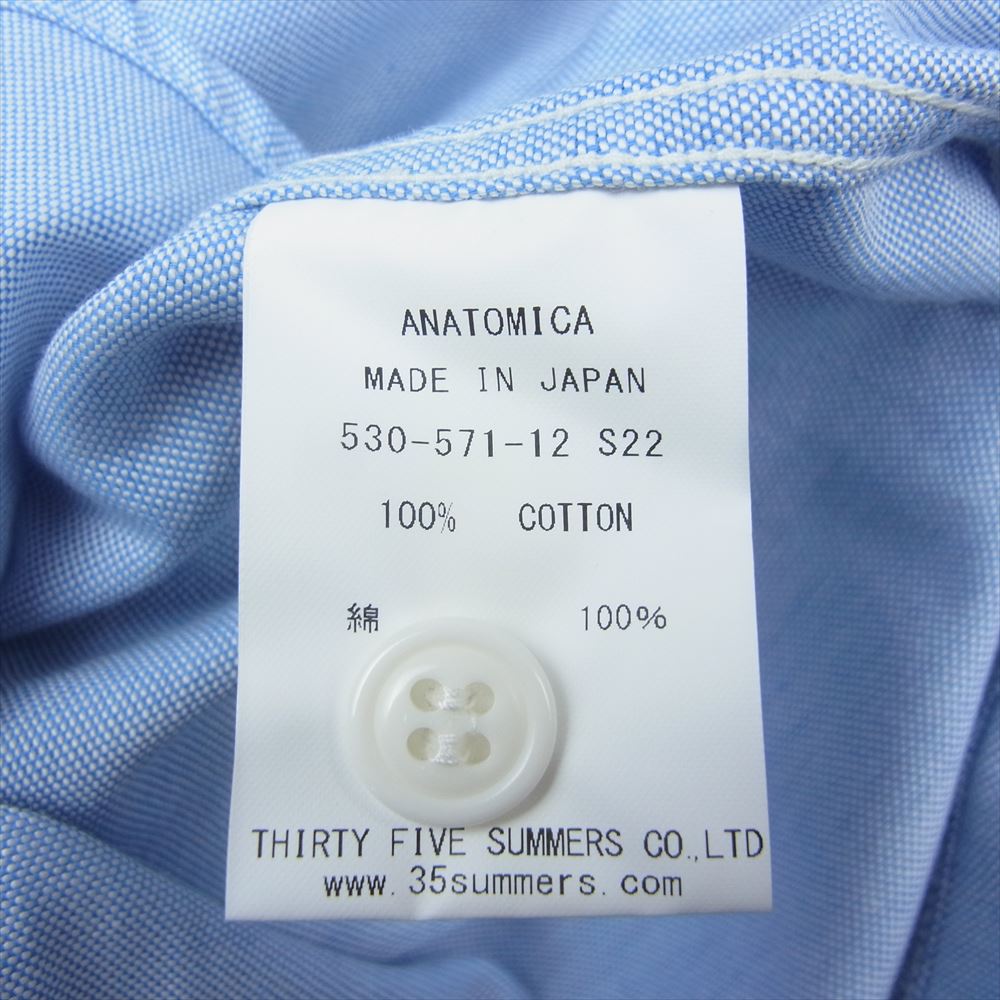 ANATOMICA
MADE IN JAPAN
530-571-12 S22
100% COTTON
綿 100%
THIRTY FIVE SUMMERS CO.,LTD
www.35summers.com